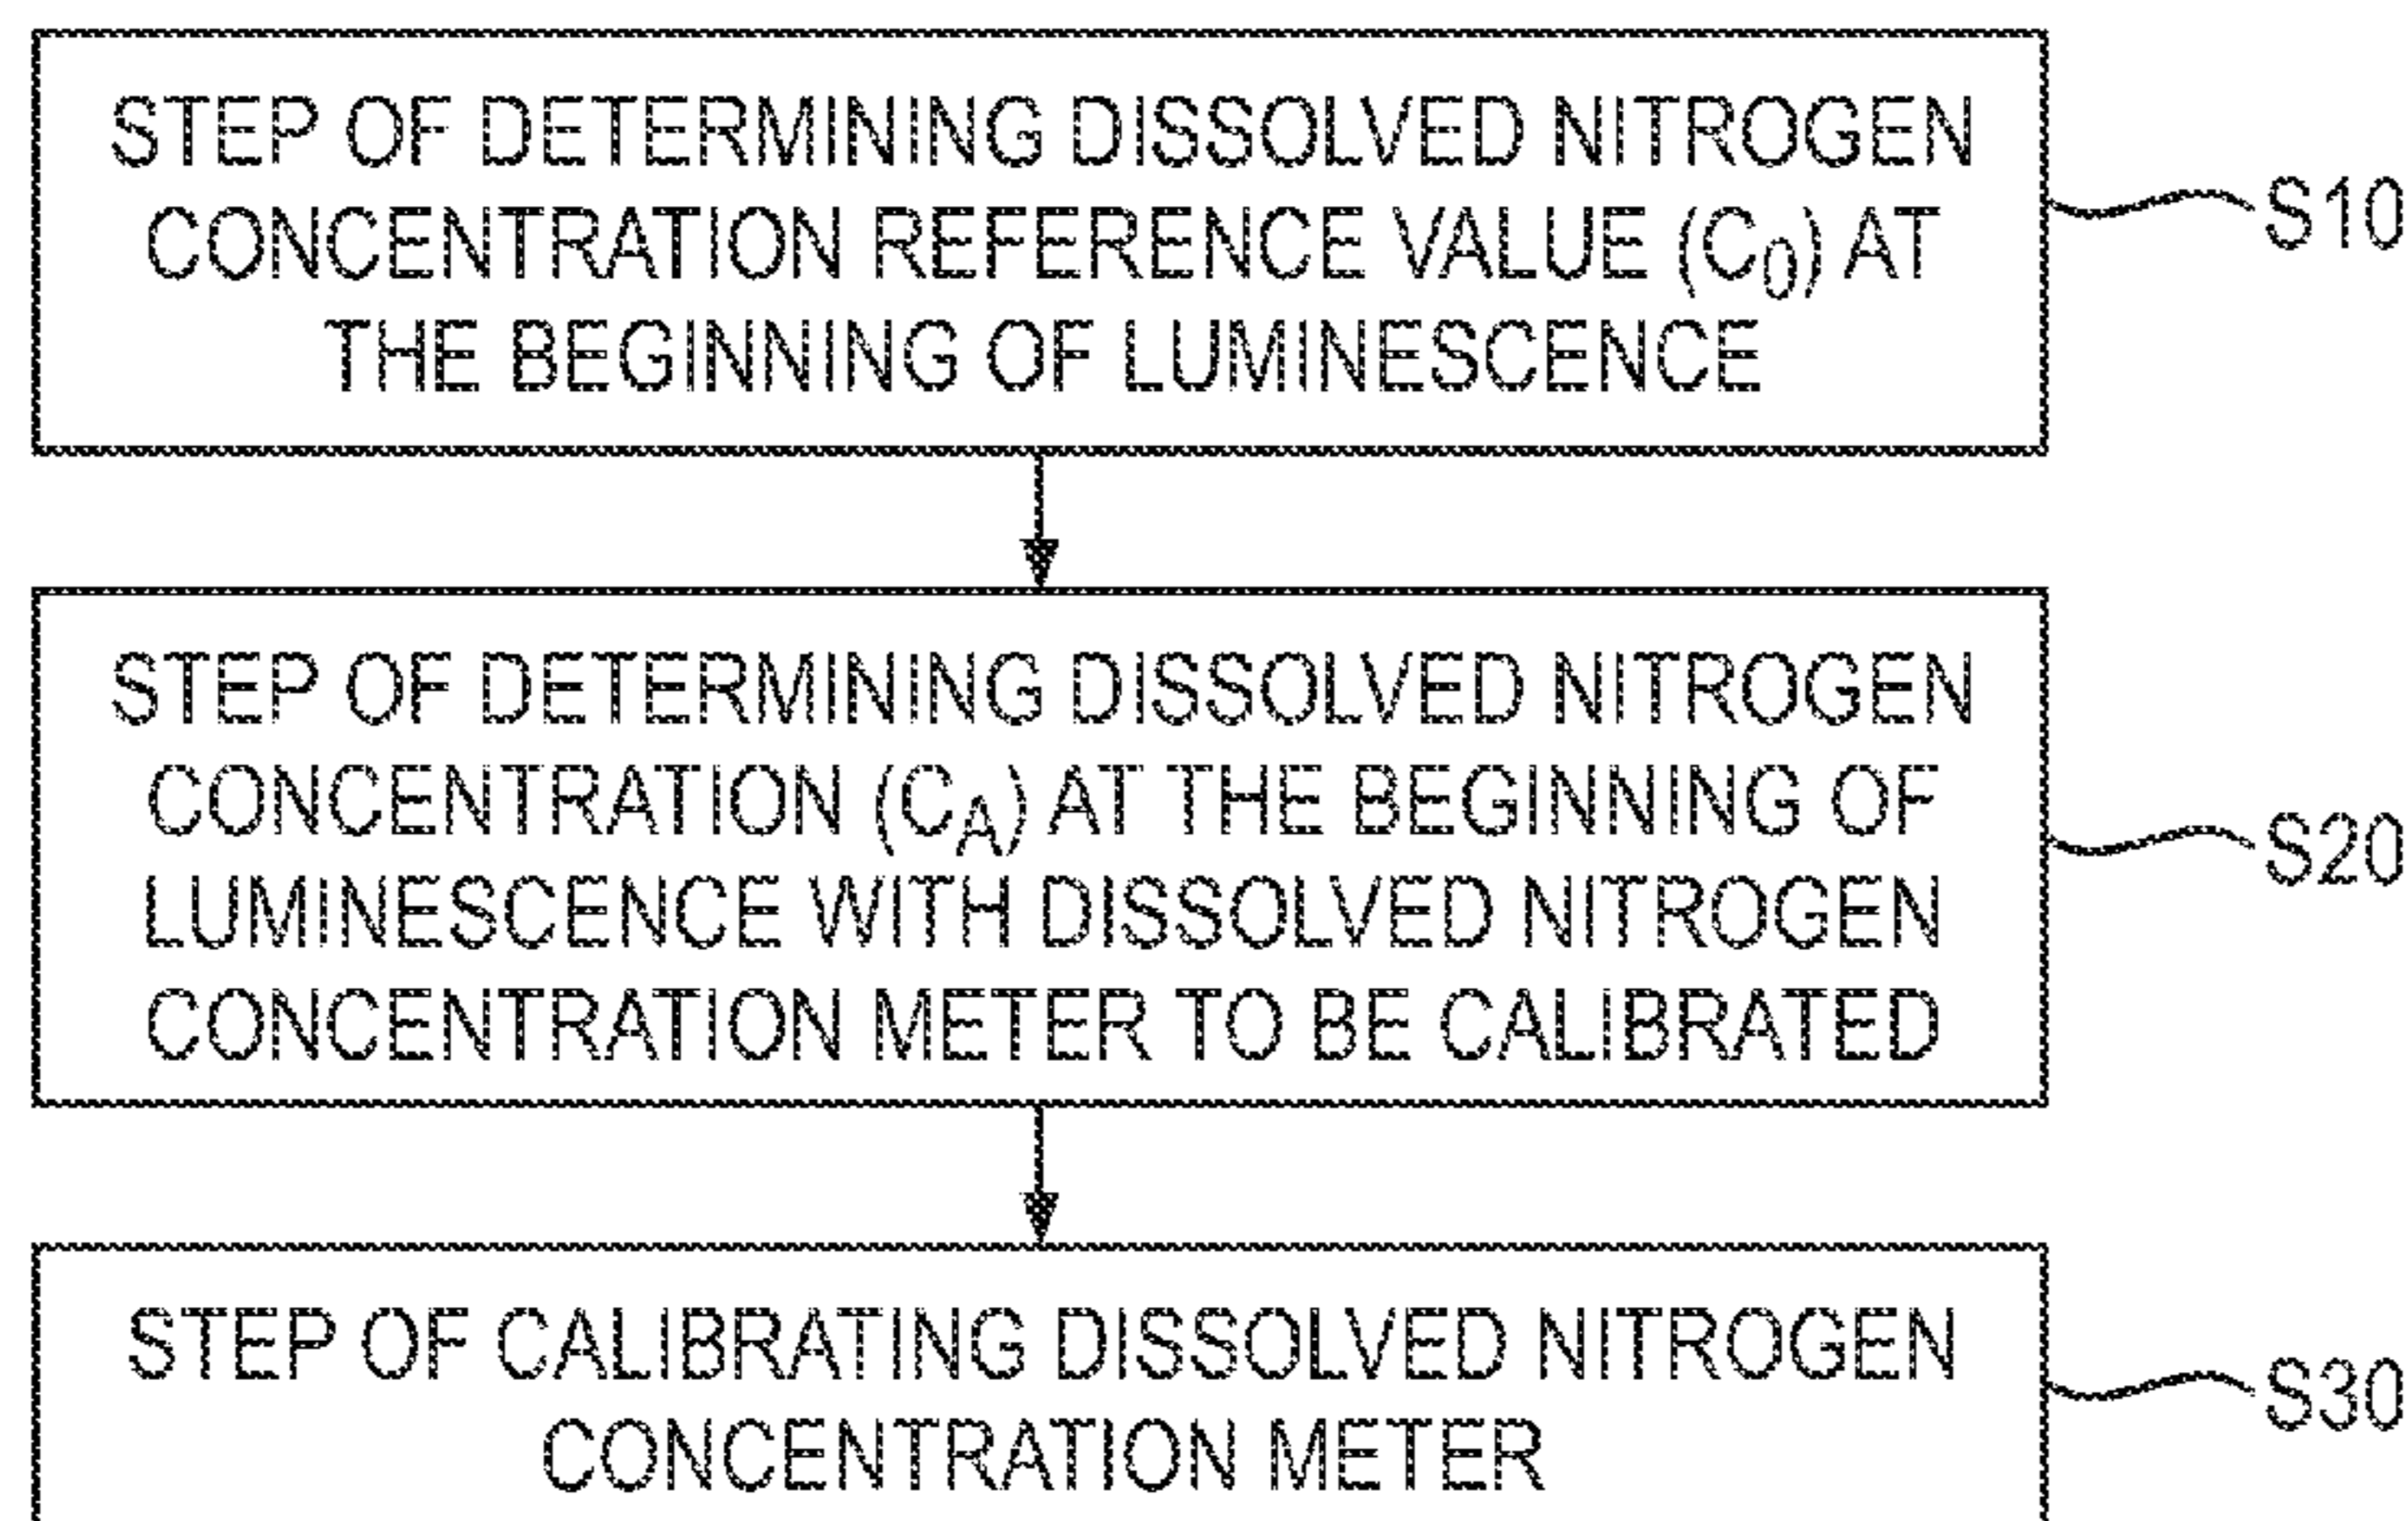 STEP OF DETERMINING DISSOLVED NITROGEN
CONCENTRATION REFERENCE VALUE (C₀) AT
THE BEGINNING OF LUMINESCENCE
S10
STEP OF DETERMINING DISSOLVED NITROGEN
CONCENTRATION (Cᴀ) AT THE BEGINNING OF
LUMINESCENCE WITH DISSOLVED NITROGEN
CONCENTRATION METER TO BE CALIBRATED
S20
STEP OF CALIBRATING DISSOLVED NITROGEN
CONCENTRATION METER
S30